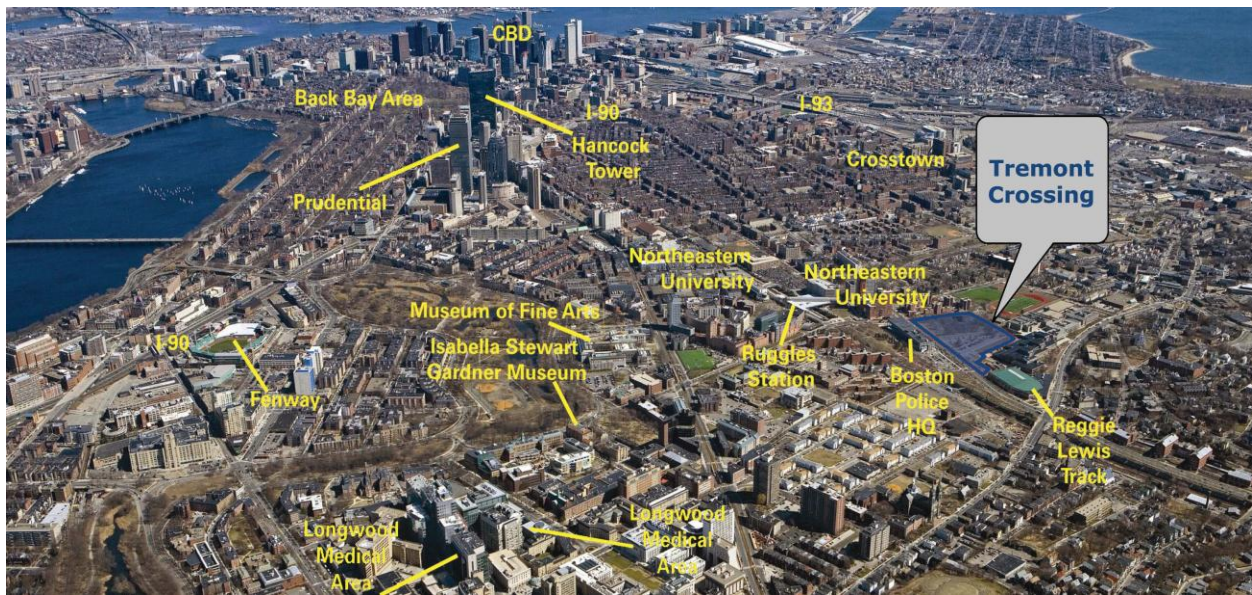 CBD
Back Bay Area
I-90
I-93
Hancock
Tower
Crosstown
Tremont
Crossing
Prudential
Northeastern
University
Northeastern
University
Museum of Fine Arts
I-90
Isabella Stewart
Gardner Museum
Ruggles
Station
Fenway
Boston
Police
HQ
Reggie
Lewis
Track
Longwood
Medical
Area
Longwood
Medical
Area